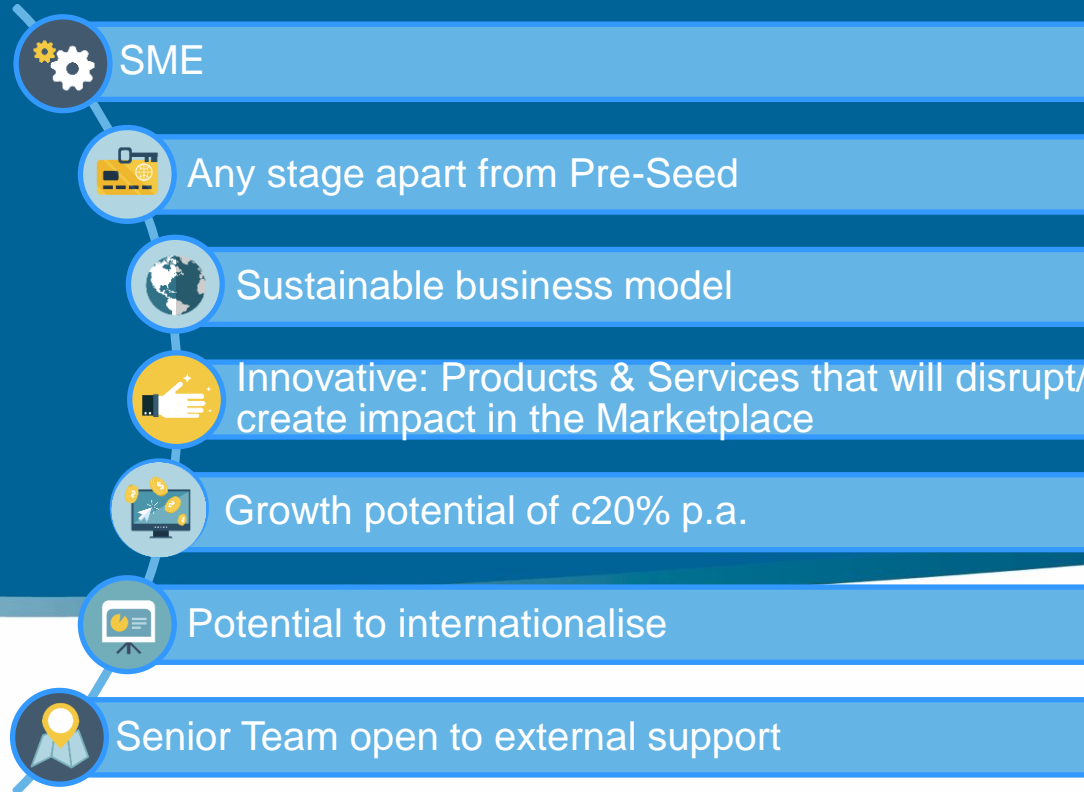 SME
Any stage apart from Pre-Seed
Sustainable business model
Innovative: Products & Services that will disrupt/
create impact in the Marketplace
Growth potential of c20% p.a.
Potential to internationalise
Senior Team open to external support